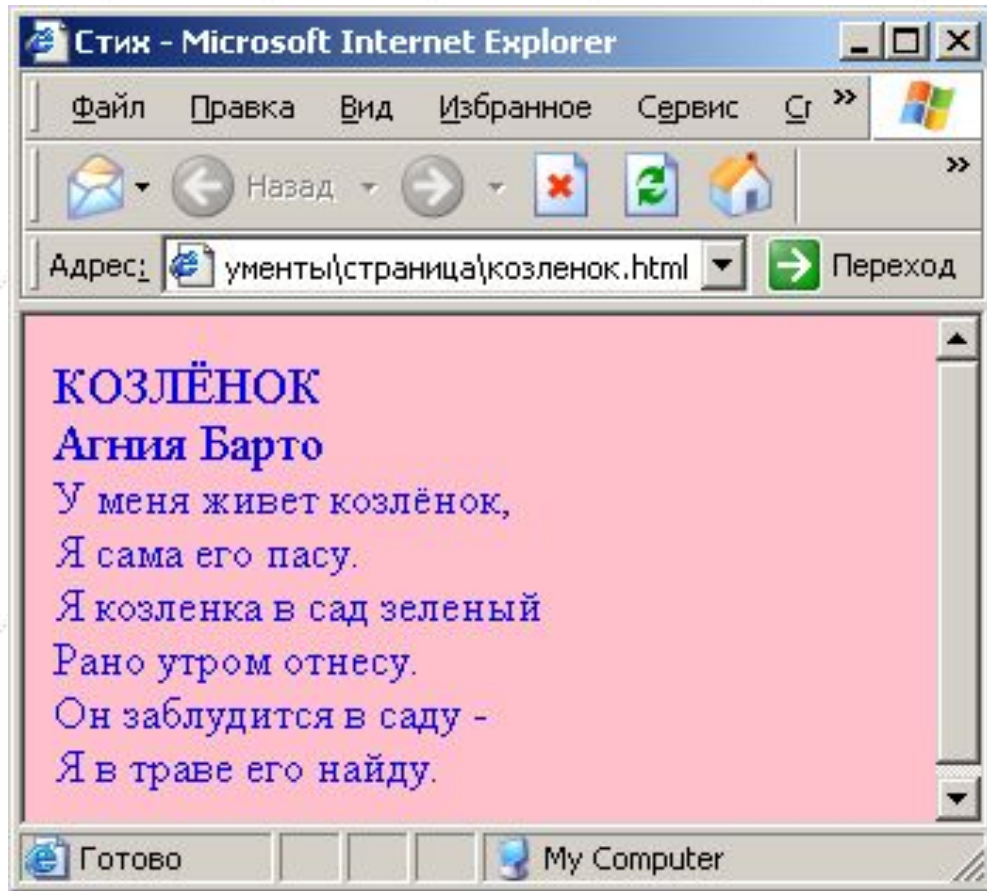 Стих - Microsoft Internet Explorer
Файл Правка Вид Избранное Сервис »
Назад »
Адрес: ументы\страница\козленок.html Переход
КОЗЛЁНОК
Агния Барто
У меня живет козлёнок,
Я сама его пасу.
Я козленка в сад зеленый
Рано утром отнесу.
Он заблудится в саду -
Я в траве его найду.
Готово My Computer